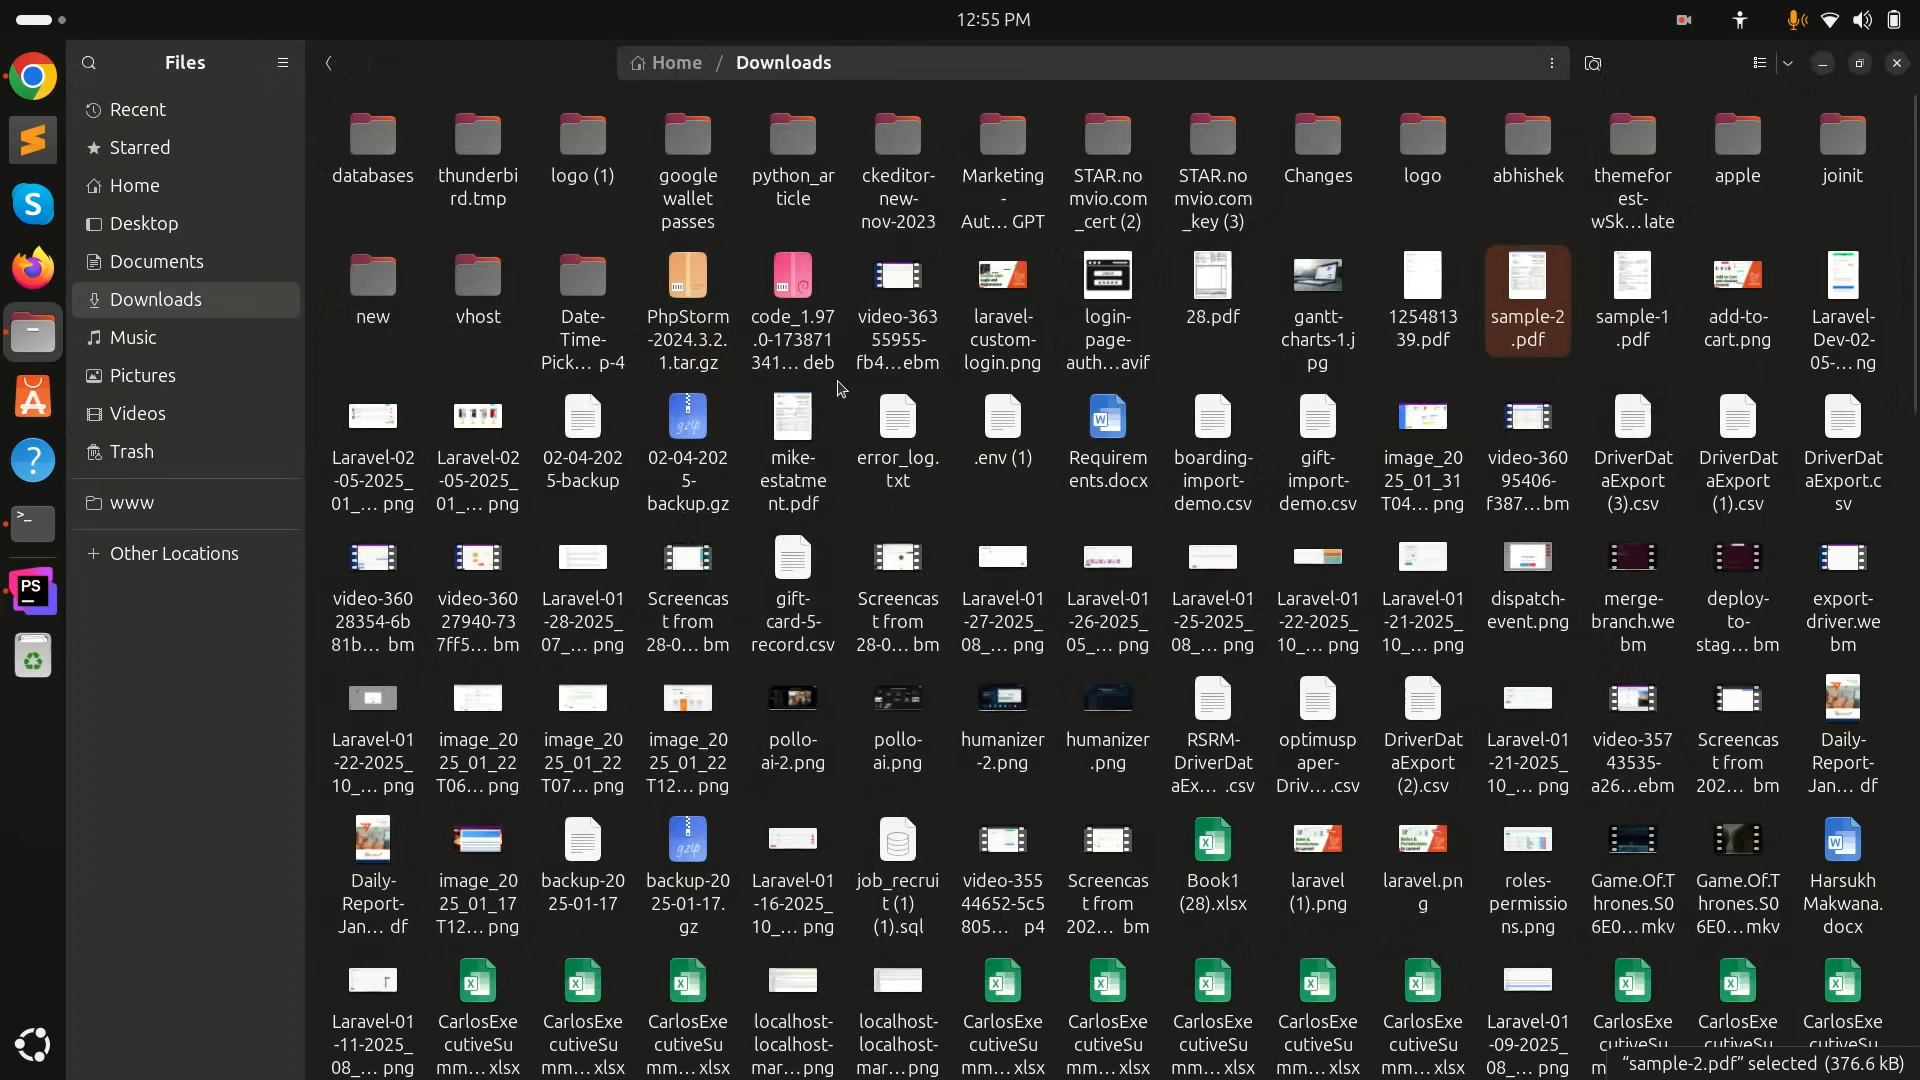 12:55 PM
Files
Home / Downloads
Recent
Starred
Home
Desktop
Documents
Downloads
Music
Pictures
Videos
Trash
www
Other Locations
databases
thunderbi
rd.tmp
logo (1)
google
wallet
passes
python_ar
ticle
ckeditor-
new-
nov-2023
Marketing
-
Aut… GPT
STAR.no
mvio.com
_cert (2)
STAR.no
mvio.com
_key (3)
Changes
logo
abhishek
themefor
est-
wSk…late
apple
joinit
new
vhost
Date-
Time-
Pick… p-4
PhpStorm
-2024.3.2.
1.tar.gz
code_1.97
.0-173871
341… deb
video-363
55955-
fb4…ebm
laravel-
custom-
login.png
login-
page-
auth…avif
28.pdf
gantt-
charts-1.j
pg
1254813
39.pdf
sample-2
.pdf
sample-1
.pdf
add-to-
cart.png
Laravel-
Dev-02-
05-… ng
Laravel-02
-05-2025_
01_… png
Laravel-02
-05-2025_
01_… png
02-04-202
5-backup
02-04-202
5-
backup.gz
mike-
estatme
nt.pdf
error_log.
txt
.env (1)
Requirem
ents.docx
boarding-
import-
demo.csv
gift-
import-
demo.csv
image_20
25_01_31
T04… png
video-360
95406-
f387…bm
DriverDat
aExport
(3).csv
DriverDat
aExport
(1).csv
DriverDat
aExport.c
sv
video-360
28354-6b
81b… bm
video-360
27940-73
7ff5… bm
Laravel-01
-28-2025_
07_… png
Screencas
t from
28-0… bm
gift-
card-5-
record.csv
Screencas
t from
28-0… bm
Laravel-01
-27-2025_
08_… png
Laravel-01
-26-2025_
05_… png
Laravel-01
-25-2025_
08_… png
Laravel-01
-22-2025_
10_… png
Laravel-01
-21-2025_
10_… png
dispatch-
event.png
merge-
branch.we
bm
deploy-
to-
stag… bm
export-
driver.we
bm
Laravel-01
-22-2025_
10_… png
image_20
25_01_22
T06… png
image_20
25_01_22
T07… png
image_20
25_01_22
T12… png
pollo-
ai-2.png
pollo-
ai.png
humanizer
-2.png
humanizer
.png
RSRM-
DriverDat
aEx… .csv
optimusp
aper-
Driv….csv
DriverDat
aExport
(2).csv
Laravel-01
-21-2025_
10_… png
video-357
43535-
a26…ebm
Screencas
t from
202… bm
Daily-
Report-
Jan… df
Daily-
Report-
Jan… df
image_20
25_01_17
T12… png
backup-20
25-01-17
backup-20
25-01-17.
gz
Laravel-01
-16-2025_
10_… png
job_recrui
t (1)
(1).sql
video-355
44652-5c5
805… p4
Screencas
t from
202… bm
Book1
(28).xlsx
laravel
(1).png
laravel.pn
g
roles-
permissio
ns.png
Game.Of.T
hrones.S0
6E0…mkv
Game.Of.T
hrones.S0
6E0…mkv
Harsukh
Makwana.
docx
Laravel-01
-11-2025_
08_… png
CarlosExe
cutiveSu
mm… xlsx
CarlosExe
cutiveSu
mm… xlsx
CarlosExe
cutiveSu
mm… xlsx
localhost-
localhost-
mar…png
localhost-
localhost-
mar…png
CarlosExe
cutiveSu
mm… xlsx
CarlosExe
cutiveSu
mm… xlsx
CarlosExe
cutiveSu
mm… xlsx
CarlosExe
cutiveSu
mm… xlsx
CarlosExe
cutiveSu
mm… xlsx
Laravel-01
-09-2025_
08_… png
CarlosExe
CarlosExe
CarlosExe
"sample-2.pdf" selected (376.6 kB)